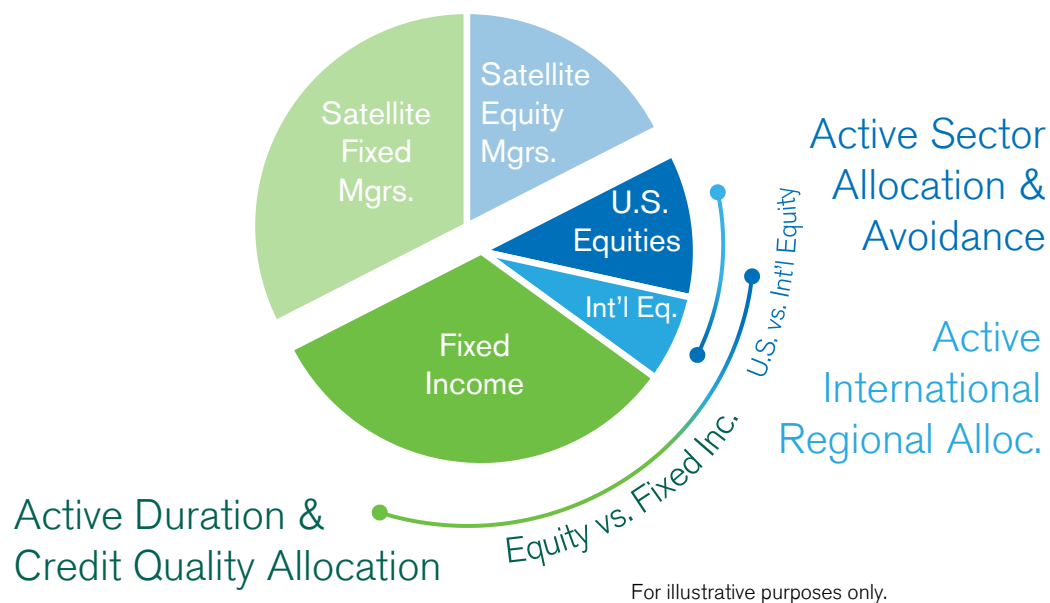 Satellite
Fixed
Mgrs.
Satellite
Equity
Mgrs.
U.S.
Equities
Int’l Eq.
Fixed
Income
U.S. vs. Int’l Equity
Equity vs. Fixed Inc.
Active Sector
Allocation &
Avoidance
Active
International
Regional Alloc.
Active Duration &
Credit Quality Allocation
For illustrative purposes only.